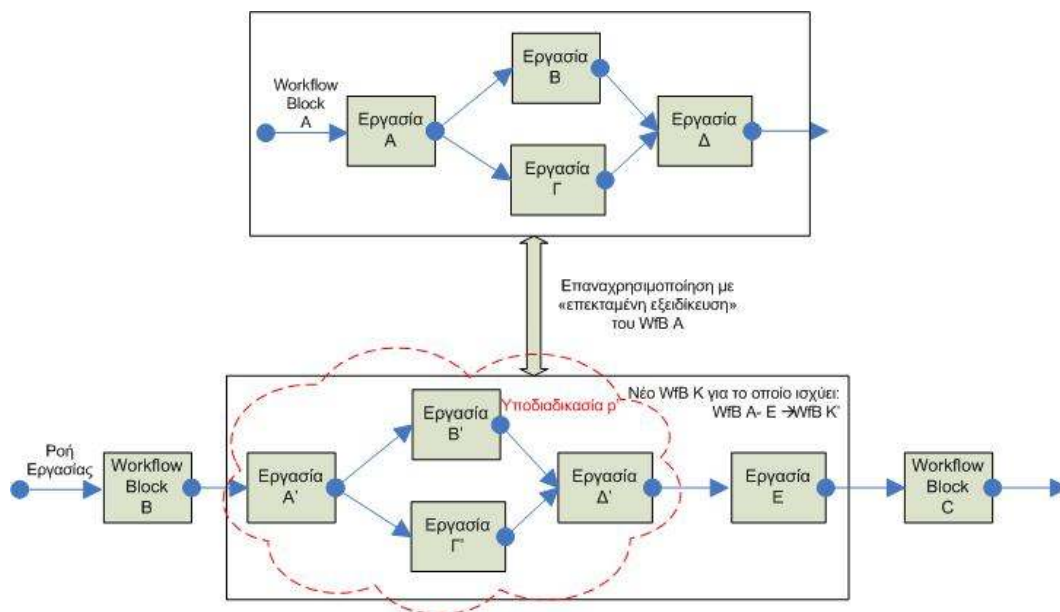 Εργασία
Β
Workflow
Block
A
Εργασία
Α
Εργασία
Δ
Εργασία
Γ
Επαναχρησιμοποίηση με
«επεκταμένη εξειδίκευση»
του WfB A
Νέο WfB K για το οποίο ισχύει:
WfB A- E →WfB K'
Υποδιαδικασία p'
Εργασία
Β'
Ροή
Εργασίας
Workflow
Block
B
Εργασία
Α'
Εργασία
Δ'
Εργασία
Ε
Workflow
Block
C
Εργασία
Γ'